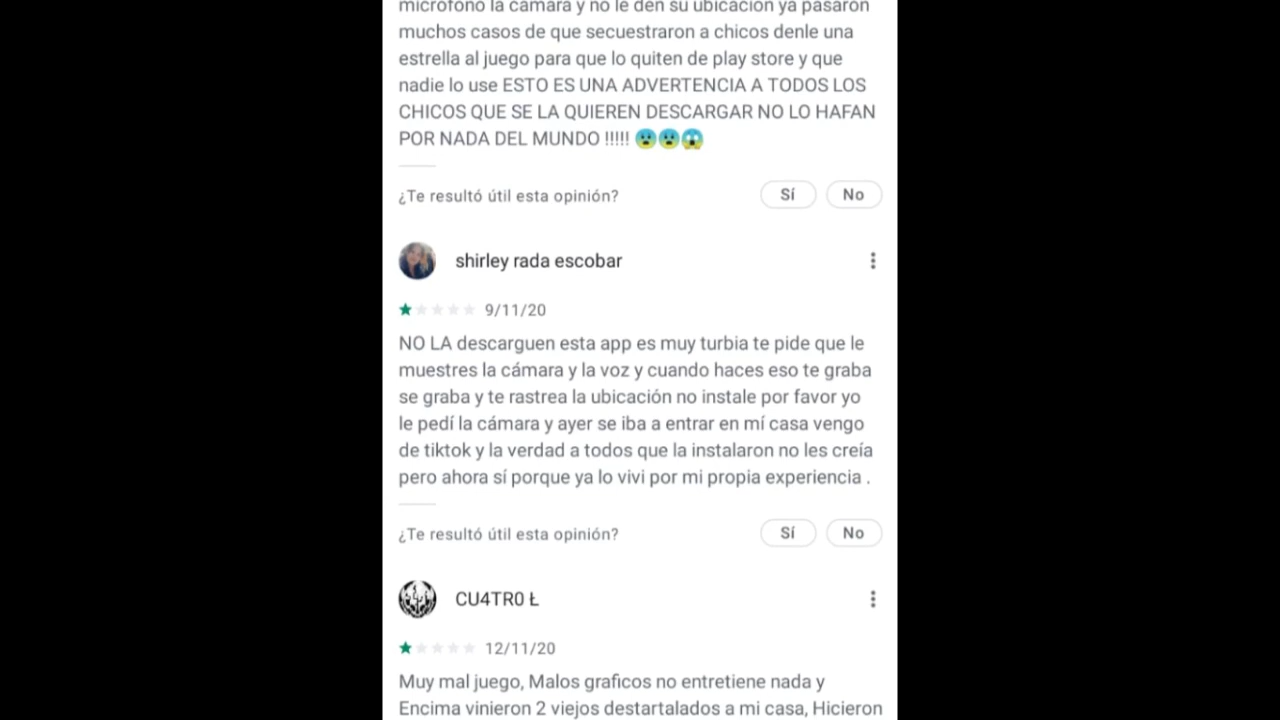 microfono la camara y no le den su ubicacion ya pasaron
muchos casos de que secuestraron a chicos denle una
estrella al juego para que lo quiten de play store y que
nadie lo use ESTO ES UNA ADVERTENCIA A TODOS LOS
CHICOS QUE SE LA QUIEREN DESCARGAR NO LO HAFAN
POR NADA DEL MUNDO !!!!! 😨😨😱
¿Te resultó útil esta opinión?
Sí
No
shirley rada escobar
9/11/20
NO LA descarguen esta app es muy turbia te pide que le
muestres la cámara y la voz y cuando haces eso te graba
se graba y te rastrea la ubicación no instale por favor yo
le pedí la cámara y ayer se iba a entrar en mí casa vengo
de tiktok y la verdad a todos que la instalaron no les creía
pero ahora sí porque ya lo vivi por mi propia experiencia .
¿Te resultó útil esta opinión?
Sí
No
CU4TR0 Ł
12/11/20
Muy mal juego, Malos graficos no entretiene nada y
Encima vinieron 2 viejos destartalados a mi casa, Hicieron